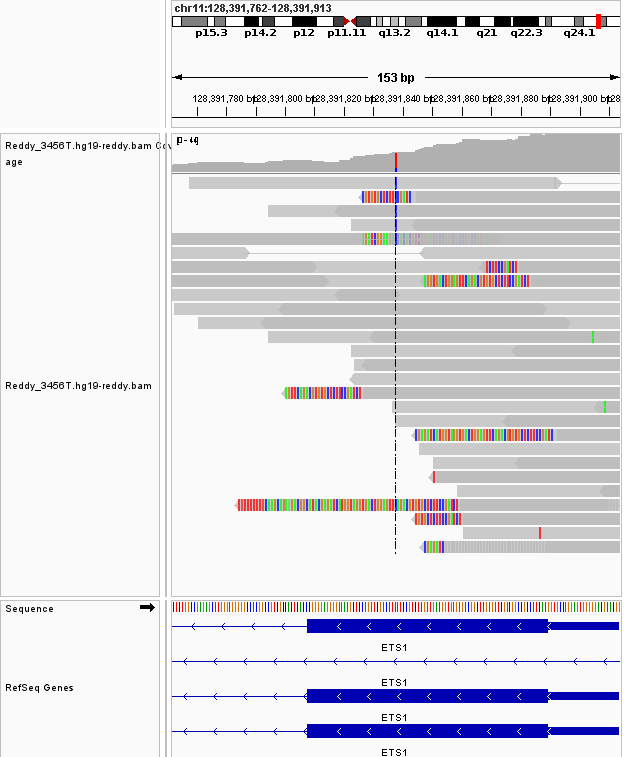 chr11:128,391,762-128,391,913
p15.3 p14.2 p12 p11.11 q13.2 q14.1 q21 q22.3 q24.1
153 bp
128,391,780 bp 128,391,800 bp 128,391,820 bp 128,391,840 bp 128,391,860 bp 128,391,880 bp 128,391,900 bp
Reddy_3456T.hg19-reddy.bam Cov
age
Reddy_3456T.hg19-reddy.bam
Sequence
ETS1
ETS1
RefSeq Genes
ETS1
ETS1